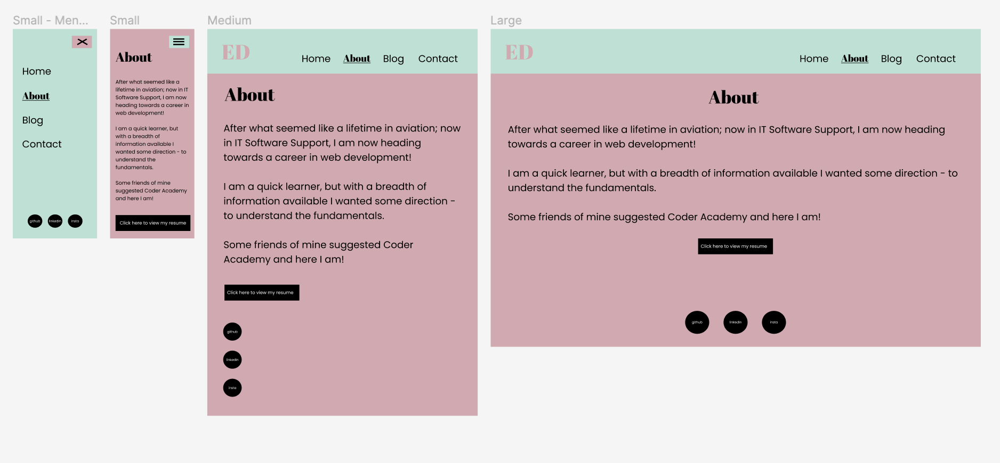 Small - Men...
Home
About
Blog
Contact
github
linkedin
insta
Small
About
After what seemed like a
lifetime in aviation; now in IT
Software Support, I am now
heading towards a career in
web development!
I am a quick learner, but
with a breadth of
information available I
wanted some direction - to
understand the
fundamentals.
Some friends of mine
suggested Coder Academy
and here I am!
Click here to view my resume
Medium
ED
Home About Blog Contact
About
After what seemed like a lifetime in aviation; now
in IT Software Support, I am now heading
towards a career in web development!
I am a quick learner, but with a breadth of
information available I wanted some direction -
to understand the fundamentals.
Some friends of mine suggested Coder
Academy and here I am!
Click here to view my resume
github
linkedin
insta
Large
ED
Home About Blog Contact
About
After what seemed like a lifetime in aviation; now in IT Software Support, I am now heading
towards a career in web development!
I am a quick learner, but with a breadth of information available I wanted some direction - to
understand the fundamentals.
Some friends of mine suggested Coder Academy and here I am!
Click here to view my resume
github
linkedin
insta